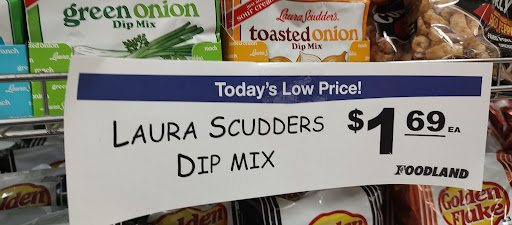 green onion
Dip Mix
Laura Scudder's.
toasted onion
Dip Mix
Today's Low Price!
LAURA SCUDDERS
DIP MIX
$1 69 EA
FOODLAND
Golden
Flake